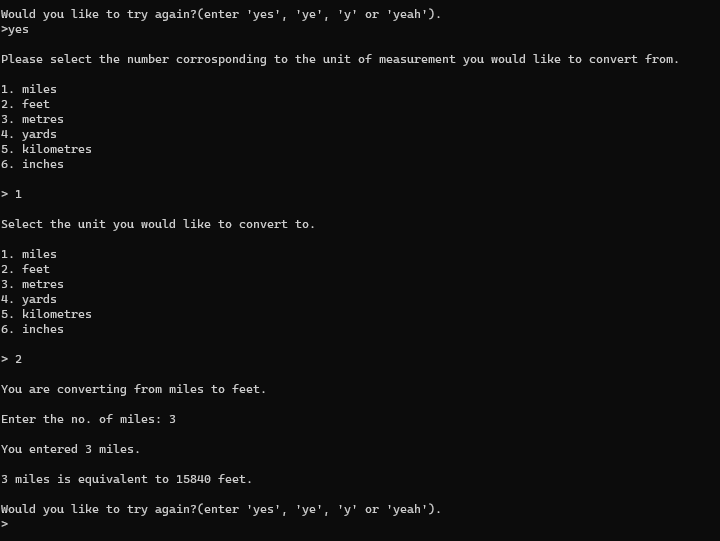 Would you like to try again?(enter 'yes', 'ye', 'y' or 'yeah').
>yes
Please select the number corrosponding to the unit of measurement you would like to convert from.
1. miles
2. feet
3. metres
4. yards
5. kilometres
6. inches
> 1
Select the unit you would like to convert to.
1. miles
2. feet
3. metres
4. yards
5. kilometres
6. inches
> 2
You are converting from miles to feet.
Enter the no. of miles: 3
You entered 3 miles.
3 miles is equivalent to 15840 feet.
Would you like to try again?(enter 'yes', 'ye', 'y' or 'yeah').
>